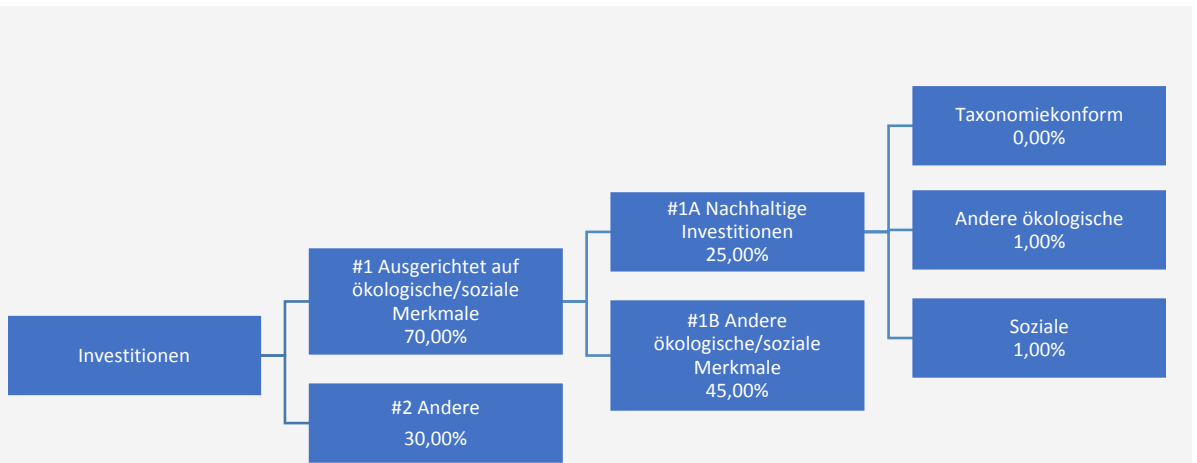 Investitionen
#1 Ausgerichtet auf
ökologische/soziale
Merkmale
70,00%
#2 Andere
30,00%
#1A Nachhaltige
Investitionen
25,00%
#1B Andere
ökologische/soziale
Merkmale
45,00%
Taxonomiekonform
0,00%
Andere ökologische
1,00%
Soziale
1,00%